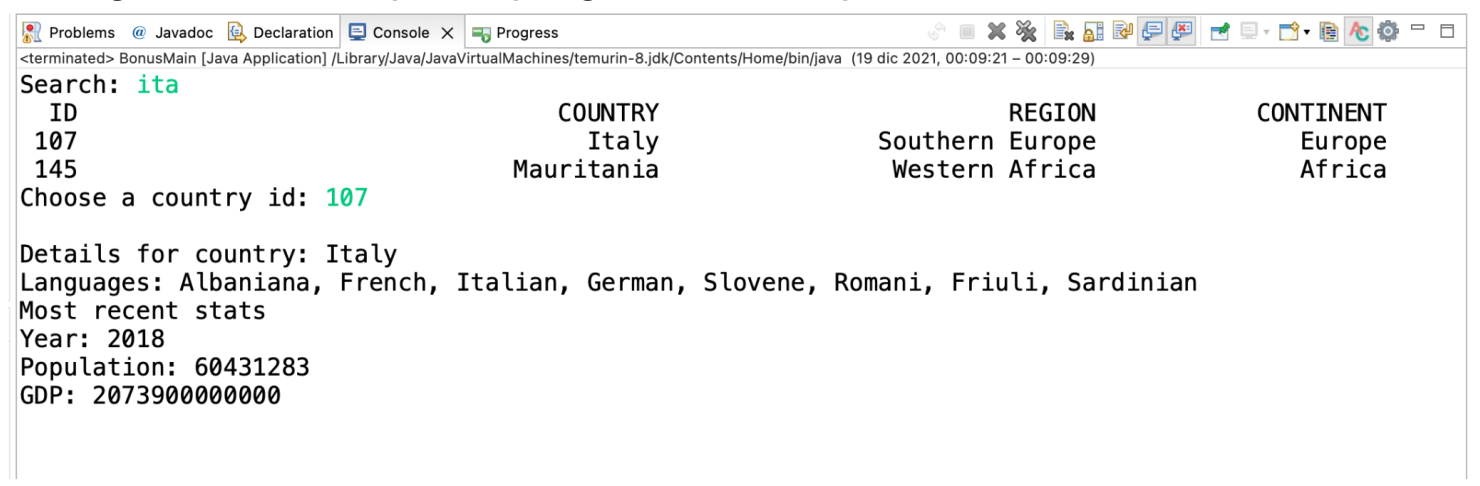 Problems @ Javadoc Declaration Console Progress
<terminated> BonusMain [Java Application] /Library/Java/JavaVirtualMachines/temurin-8.jdk/Contents/Home/bin/java (19 dic 2021, 00:09:21 – 00:09:29)
Search: ita
ID COUNTRY REGION CONTINENT
107 Italy Southern Europe Europe
145 Mauritania Western Africa Africa
Choose a country id: 107
Details for country: Italy
Languages: Albaniana, French, Italian, German, Slovene, Romani, Friuli, Sardinian
Most recent stats
Year: 2018
Population: 60431283
GDP: 2073900000000